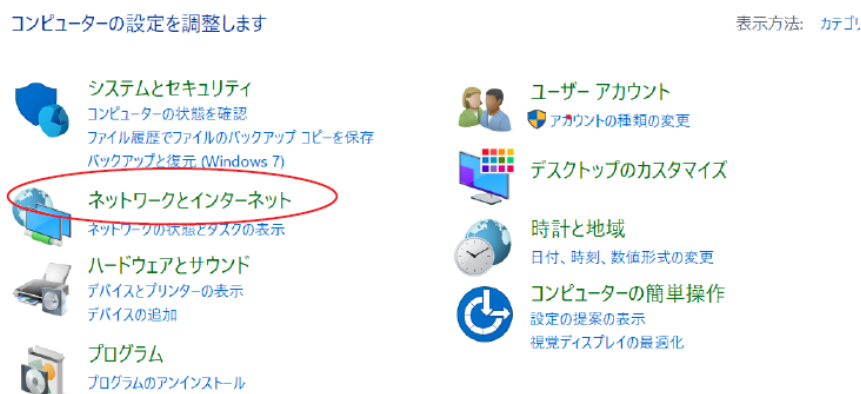 コンピューターの設定を調整します
表示方法: カテゴリ
システムとセキュリティ
コンピューターの状態を確認
ファイル履歴でファイルのバックアップ コピーを保存
バックアップと復元 (Windows 7)
ネットワークとインターネット
ネットワークの状態とタスクの表示
ハードウェアとサウンド
デバイスとプリンターの表示
デバイスの追加
プログラム
プログラムのアンインストール
ユーザー アカウント
アカウントの種類の変更
デスクトップのカスタマイズ
時計と地域
日付、時刻、数値形式の変更
コンピューターの簡単操作
設定の提案の表示
視覚ディスプレイの最適化